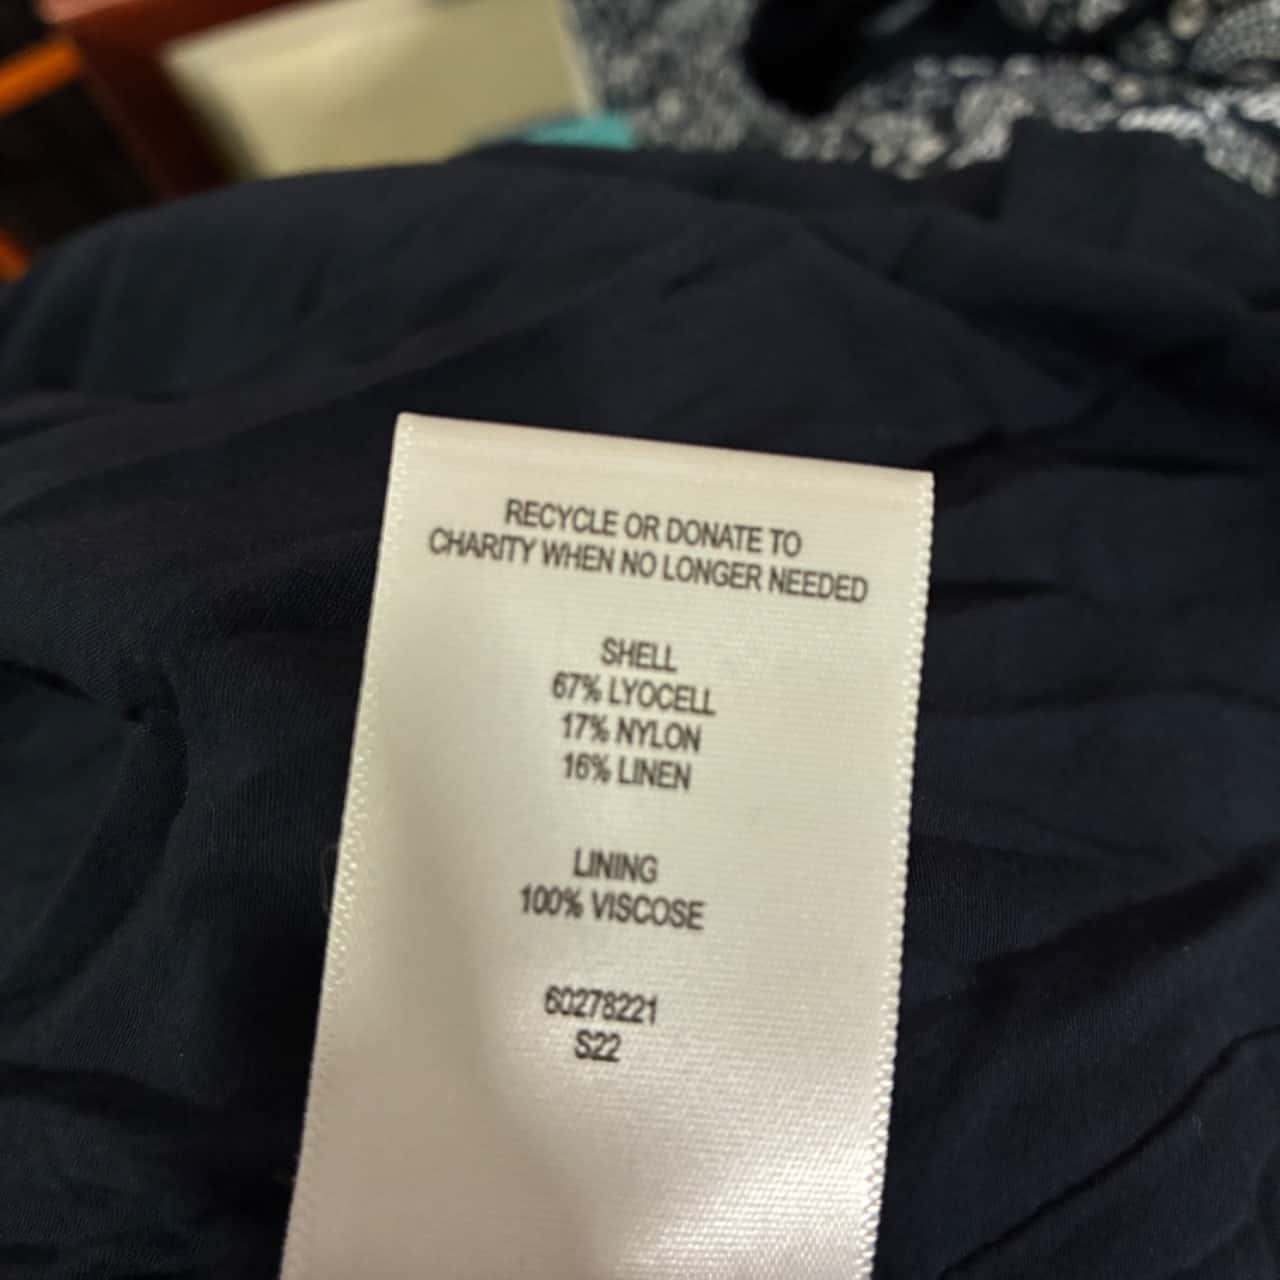 RECYCLE OR DONATE TO
CHARITY WHEN NO LONGER NEEDED
SHELL
67% LYOCELL
17% NYLON
16% LINEN
LINING
100% VISCOSE
60278221
S22